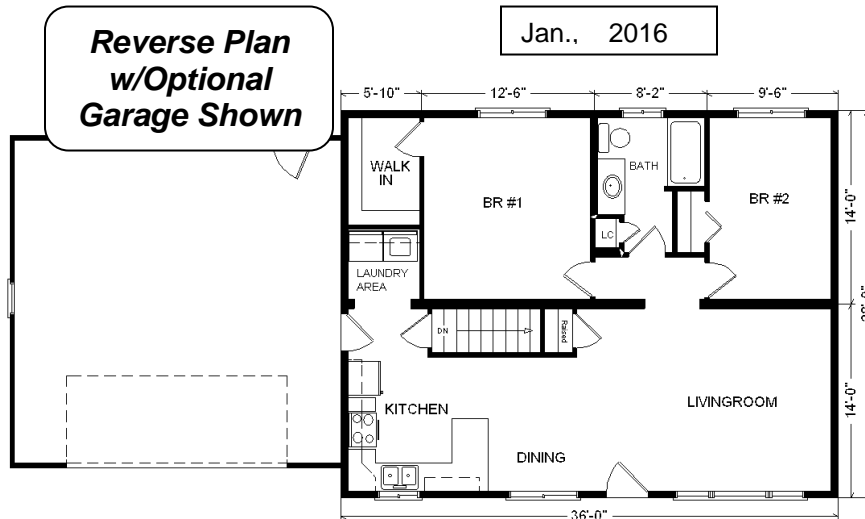 Reverse Plan
w/Optional
Garage Shown
Jan., 2016
5'-10" 12'-6" 8'-2" 9'-6"
WALK
IN
BATH
BR #1
BR #2
14'-0"
LC
LAUNDRY
AREA
DN
Raised
14'-0"
KITCHEN
LIVINGROOM
DINING
36'-0"